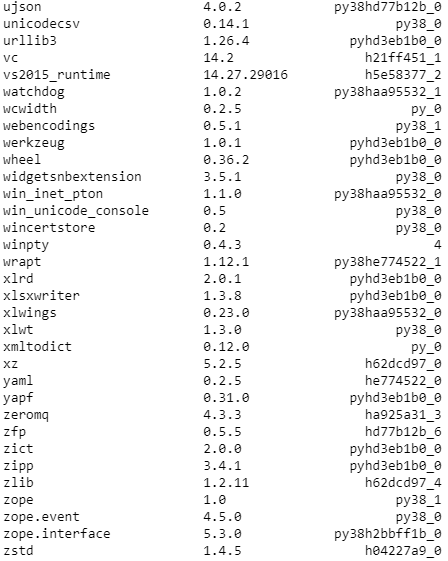 ujson 4.0.2 py38hd77b12b_0
unicodecsv 0.14.1 py38_0
urllib3 1.26.4 pyhd3eb1b0_0
vc 14.2 h21ff451_1
vs2015_runtime 14.27.29016 h5e58377_2
watchdog 1.0.2 py38haa95532_1
wcwidth 0.2.5 py_0
webencodings 0.5.1 py38_1
werkzeug 1.0.1 pyhd3eb1b0_0
wheel 0.36.2 pyhd3eb1b0_0
widgetsnbextension 3.5.1 py38_0
win_inet_pton 1.1.0 py38haa95532_0
win_unicode_console 0.5 py38_0
wincertstore 0.2 py38_0
winpty 0.4.3 4
wrapt 1.12.1 py38he774522_1
xlrd 2.0.1 pyhd3eb1b0_0
xlsxwriter 1.3.8 pyhd3eb1b0_0
xlwings 0.23.0 py38haa95532_0
xlwt 1.3.0 py38_0
xmltodict 0.12.0 py_0
xz 5.2.5 h62dcd97_0
yaml 0.2.5 he774522_0
yapf 0.31.0 pyhd3eb1b0_0
zeromq 4.3.3 ha925a31_3
zfp 0.5.5 hd77b12b_6
zict 2.0.0 pyhd3eb1b0_0
zipp 3.4.1 pyhd3eb1b0_0
zlib 1.2.11 h62dcd97_4
zope 1.0 py38_1
zope.event 4.5.0 py38_0
zope.interface 5.3.0 py38h2bbff1b_0
zstd 1.4.5 h04227a9_0